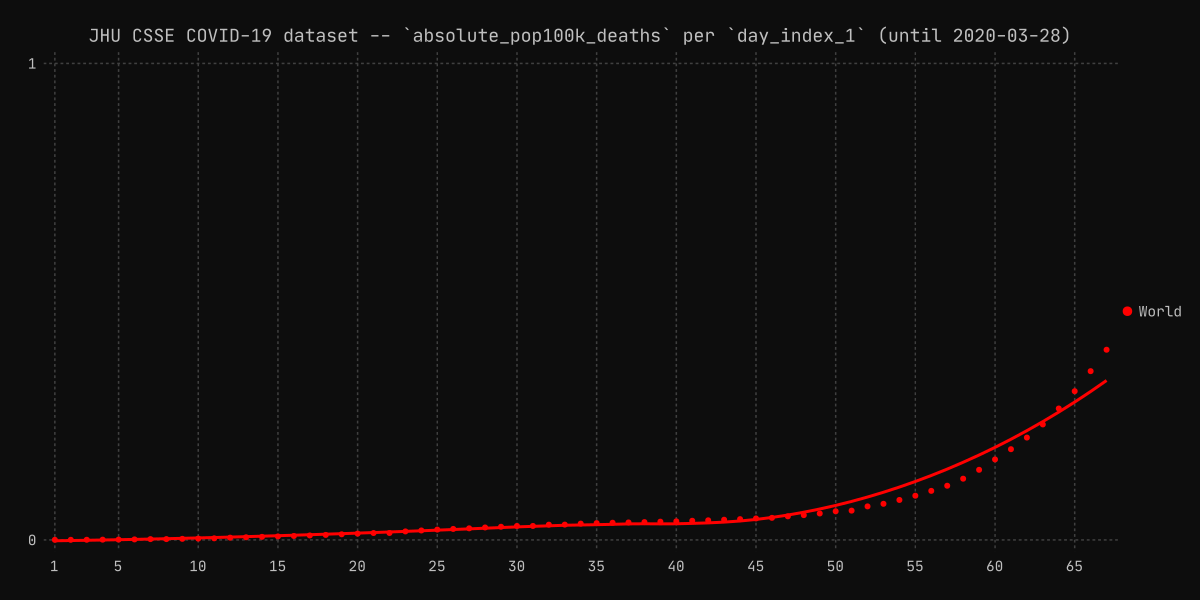 JHU CSSE COVID-19 dataset -- `absolute_pop100k_deaths` per `day_index_1` (until 2020-03-28)
1
World
0
1 5 10 15 20 25 30 35 40 45 50 55 60 65